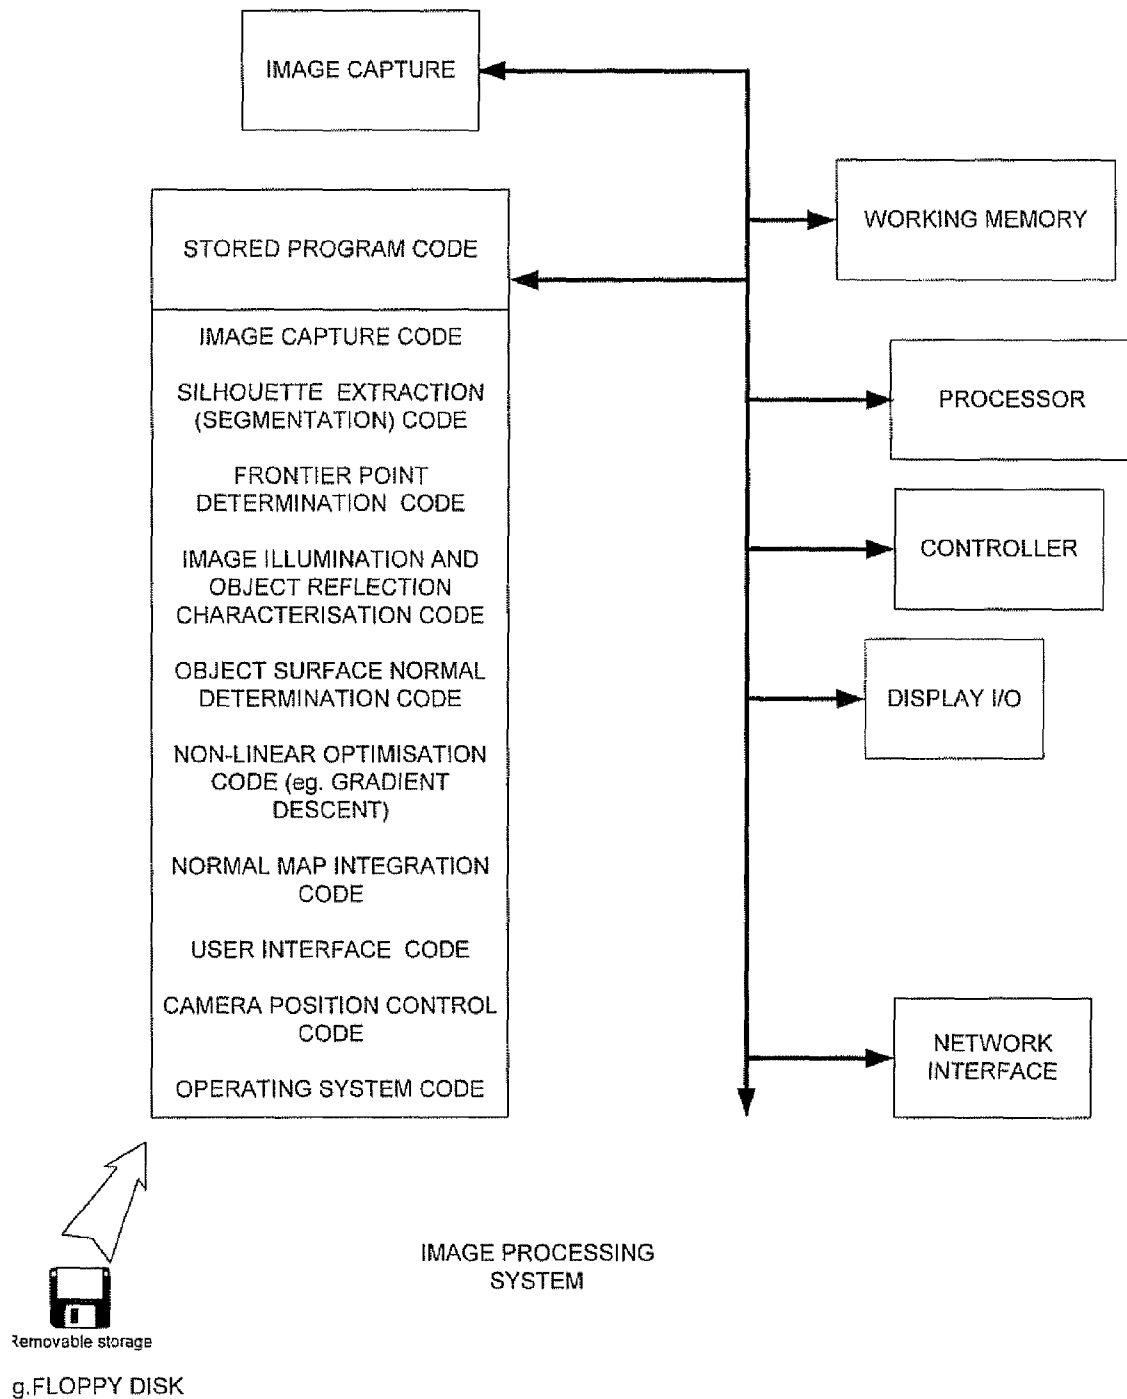 IMAGE CAPTURE
WORKING MEMORY
STORED PROGRAM CODE
IMAGE CAPTURE CODE
SILHOUETTE EXTRACTION
(SEGMENTATION) CODE
PROCESSOR
FRONTIER POINT
DETERMINATION CODE
IMAGE ILLUMINATION AND
OBJECT REFLECTION
CHARACTERISATION CODE
CONTROLLER
OBJECT SURFACE NORMAL
DETERMINATION CODE
DISPLAY I/O
NON-LINEAR OPTIMISATION
CODE (eg. GRADIENT
DESCENT)
NORMAL MAP INTEGRATION
CODE
USER INTERFACE CODE
CAMERA POSITION CONTROL
CODE
OPERATING SYSTEM CODE
NETWORK
INTERFACE
IMAGE PROCESSING
SYSTEM
Removable storage
g.FLOPPY DISK